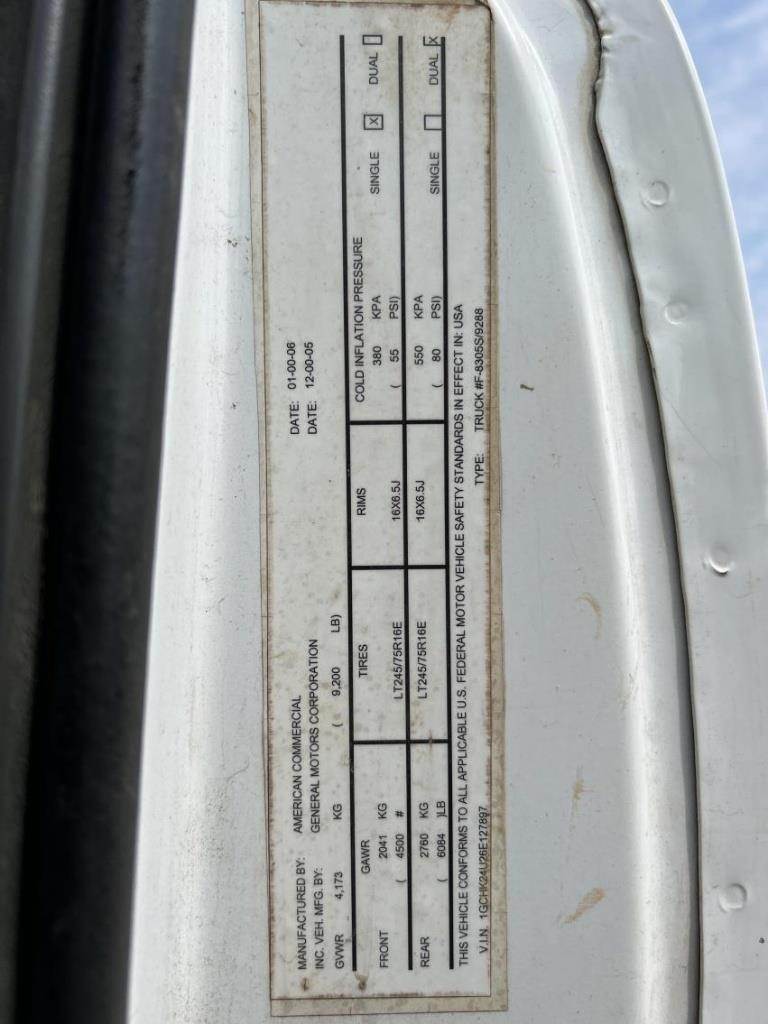 MANUFACTURED BY: AMERICAN COMMERCIAL DATE: 01-00-06
INC. VEH. MFG. BY: GENERAL MOTORS CORPORATION DATE: 12-00-05
GVWR 4,173 KG ( 9,200 LB)
GAWR TIRES RIMS COLD INFLATION PRESSURE
FRONT 2041 KG 380 KPA SINGLE X DUAL
( 4500 # LT245/75R16E 16X6.5J ( 55 PSI)
REAR 2760 KG LT245/75R16E 16X6.5J 550 KPA
( 6084 )LB ( 80 PSI) SINGLE DUAL X
THIS VEHICLE CONFORMS TO ALL APPLICABLE U.S. FEDERAL MOTOR VEHICLE SAFETY STANDARDS IN EFFECT IN: USA
V.I.N. 1GCHK24U26E127897 TYPE: TRUCK #F-8305S/9288